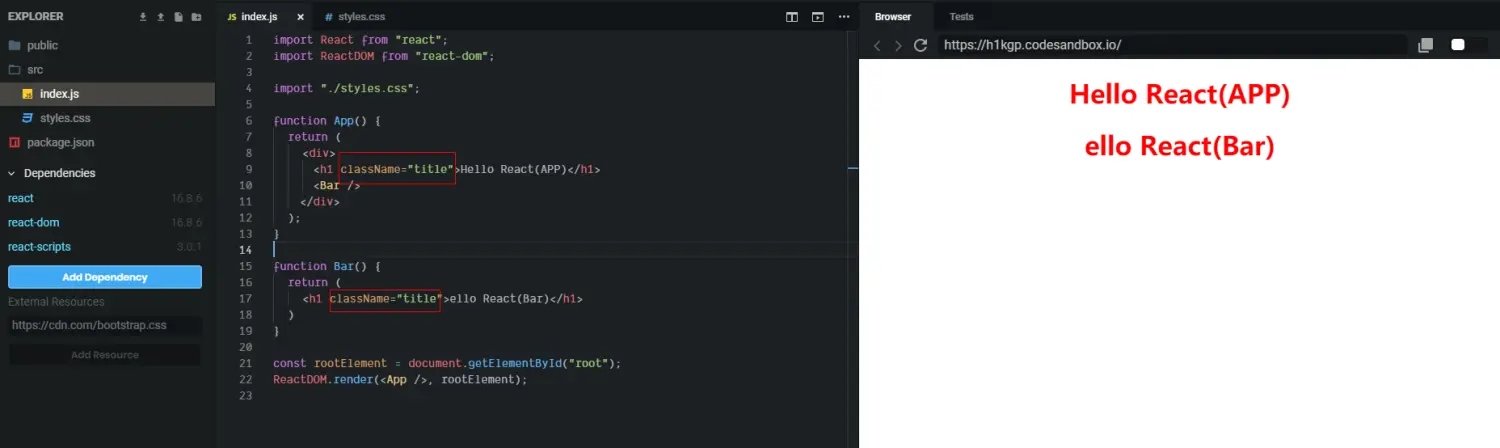 EXPLORER
public
src
index.js
styles.css
package.json
Dependencies
react 16.8.6
react-dom 16.8.6
react-scripts 3.0.1
Add Dependency
External Resources
https://cdn.com/bootstrap.css
Add Resource
JS index.js ×
# styles.css
1 import React from "react";
2 import ReactDOM from "react-dom";
3
4 import "./styles.css";
5
6 function App() {
7 return (
8 <div>
9 <h1 className="title">Hello React(APP)</h1>
10 <Bar />
11 </div>
12 );
13 }
14
15 function Bar() {
16 return (
17 <h1 className="title">ello React(Bar)</h1>
18 )
19 }
20
21 const rootElement = document.getElementById("root");
22 ReactDOM.render(<App />, rootElement);
23
Browser
Tests
https://h1kgp.codesandbox.io/
Hello React(APP)
ello React(Bar)